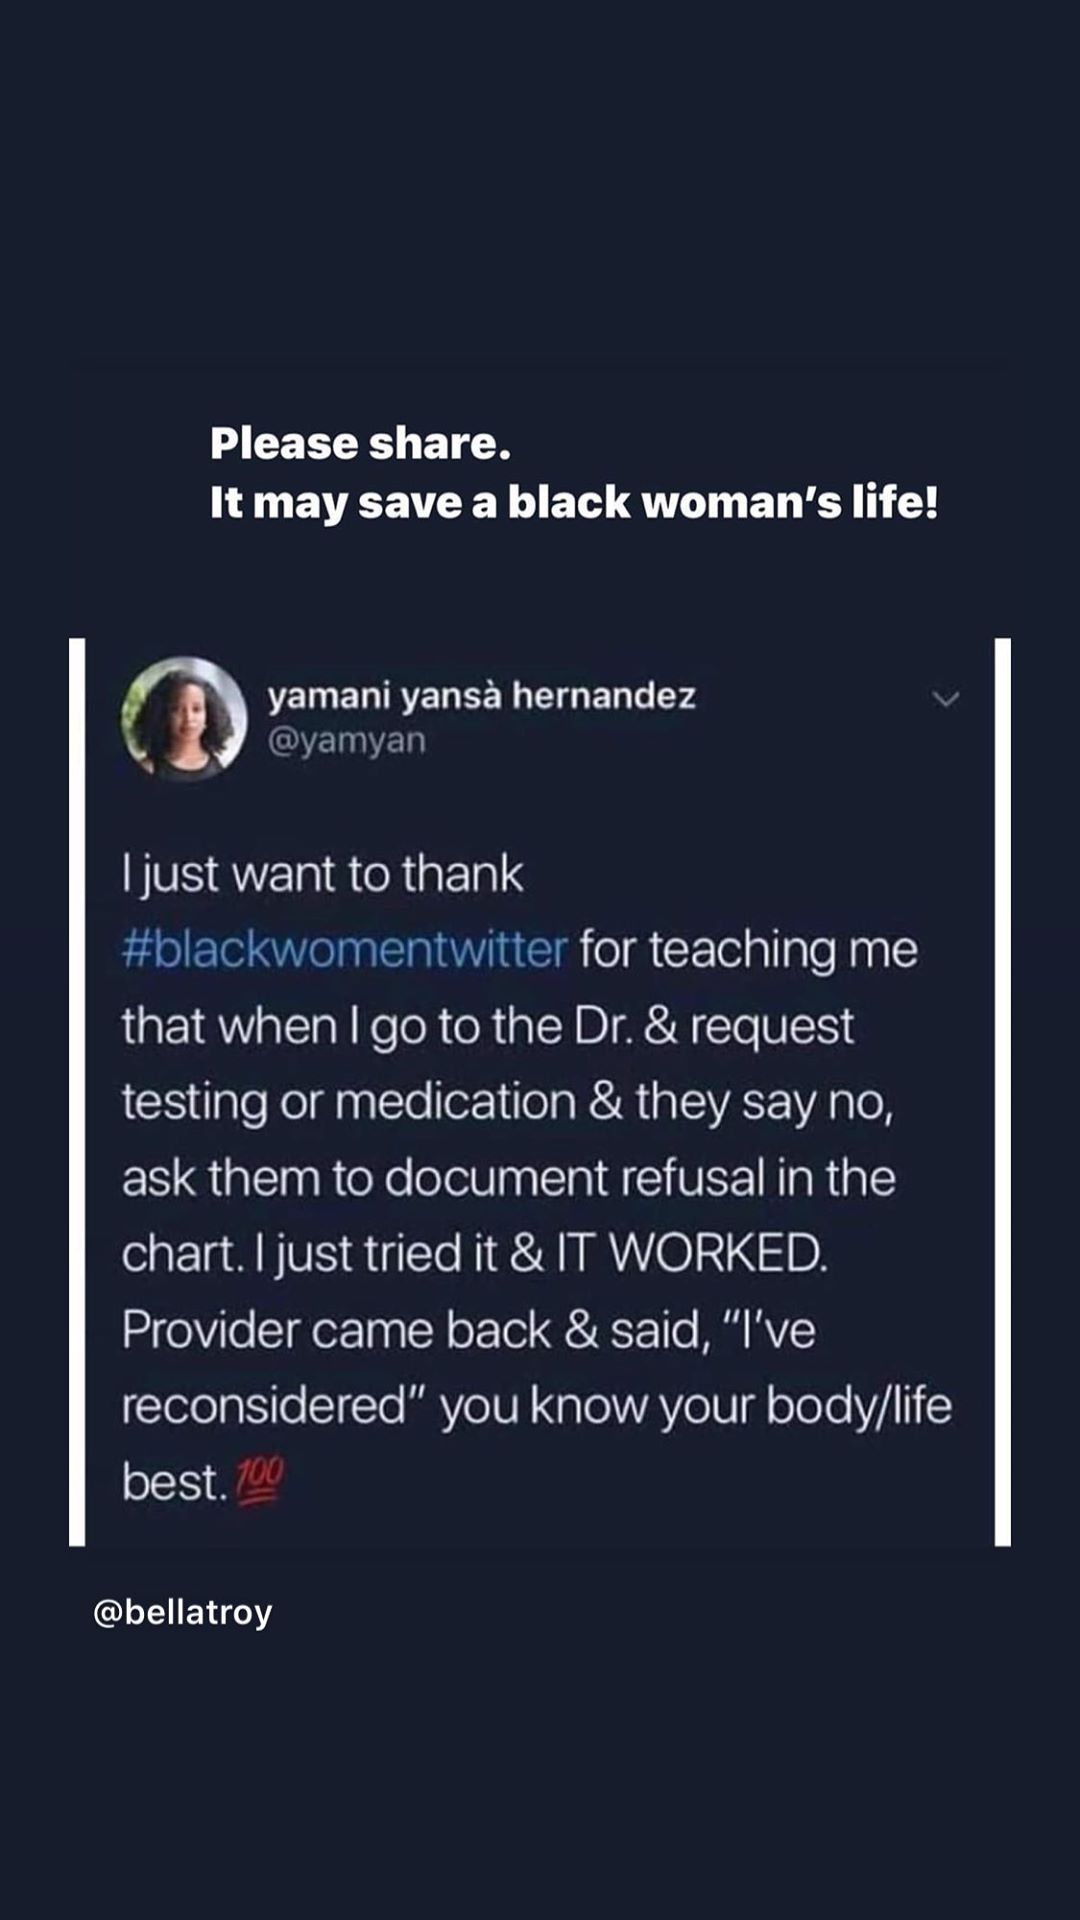 Please share.
It may save a black woman’s life!
yamani yansà hernandez
@yamyan
I just want to thank
#blackwomentwitter for teaching me
that when I go to the Dr. & request
testing or medication & they say no,
ask them to document refusal in the
chart. I just tried it & IT WORKED.
Provider came back & said, "I've
reconsidered" you know your body/life
best. 💯
@bellatroy